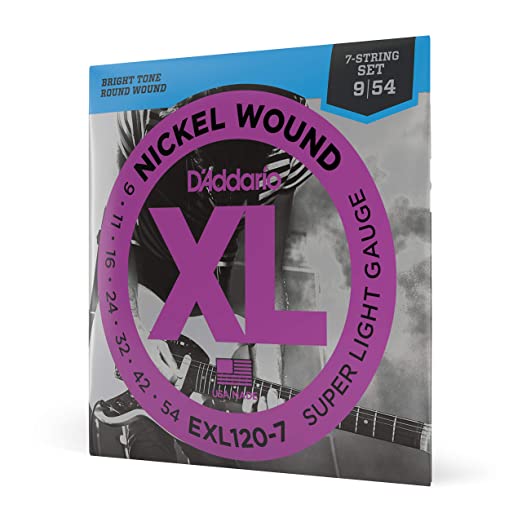 BRIGHT TONE
ROUND WOUND
7-STRING
SET
9|54
NICKEL WOUND
D'Addario
XL
USA MADE
9 · 11 · 16 · 24 · 32 · 42 · 54
EXL120-7
SUPER LIGHT GAUGE